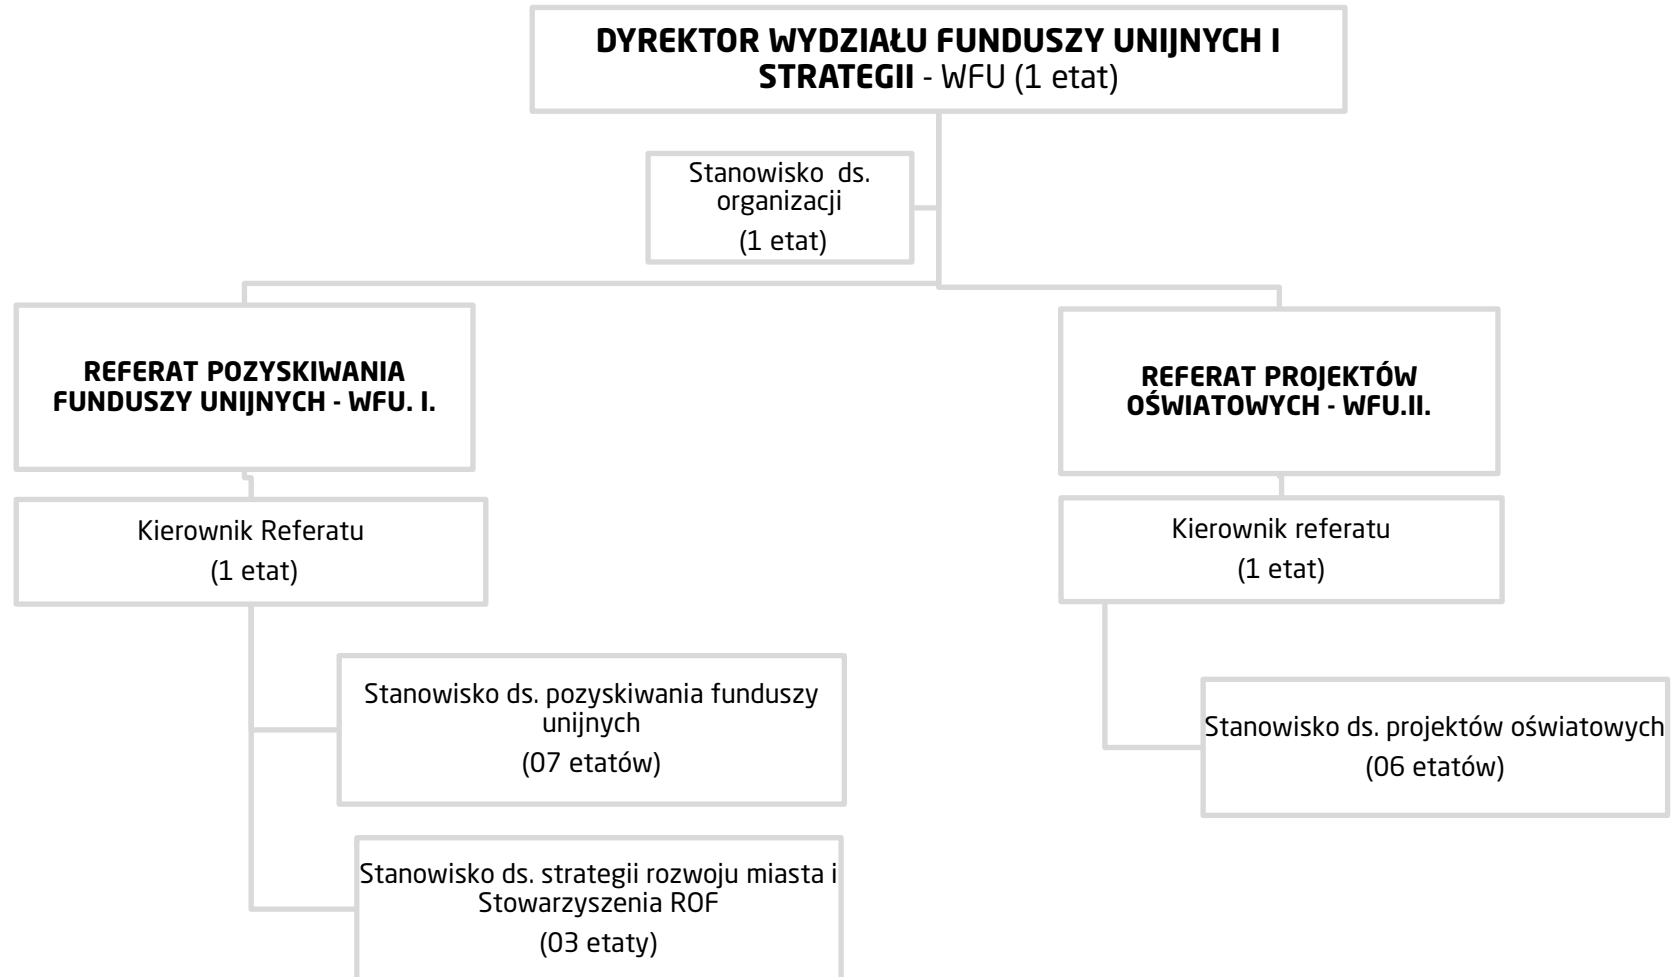 DYREKTOR WYDZIAŁU FUNDUSZY UNIJNYCH I
STRATEGII - WFU (1 etat)
Stanowisko  ds.
organizacji
(1 etat)
REFERAT POZYSKIWANIA
FUNDUSZY UNIJNYCH - WFU. I.
Kierownik Referatu
(1 etat)
Stanowisko ds. pozyskiwania funduszy
unijnych
(07 etatów)
Stanowisko ds. strategii rozwoju miasta i
Stowarzyszenia ROF
(03 etaty)
REFERAT PROJEKTÓW
OŚWIATOWYCH - WFU.II.
Kierownik referatu
(1 etat)
Stanowisko ds. projektów oświatowych
(06 etatów)